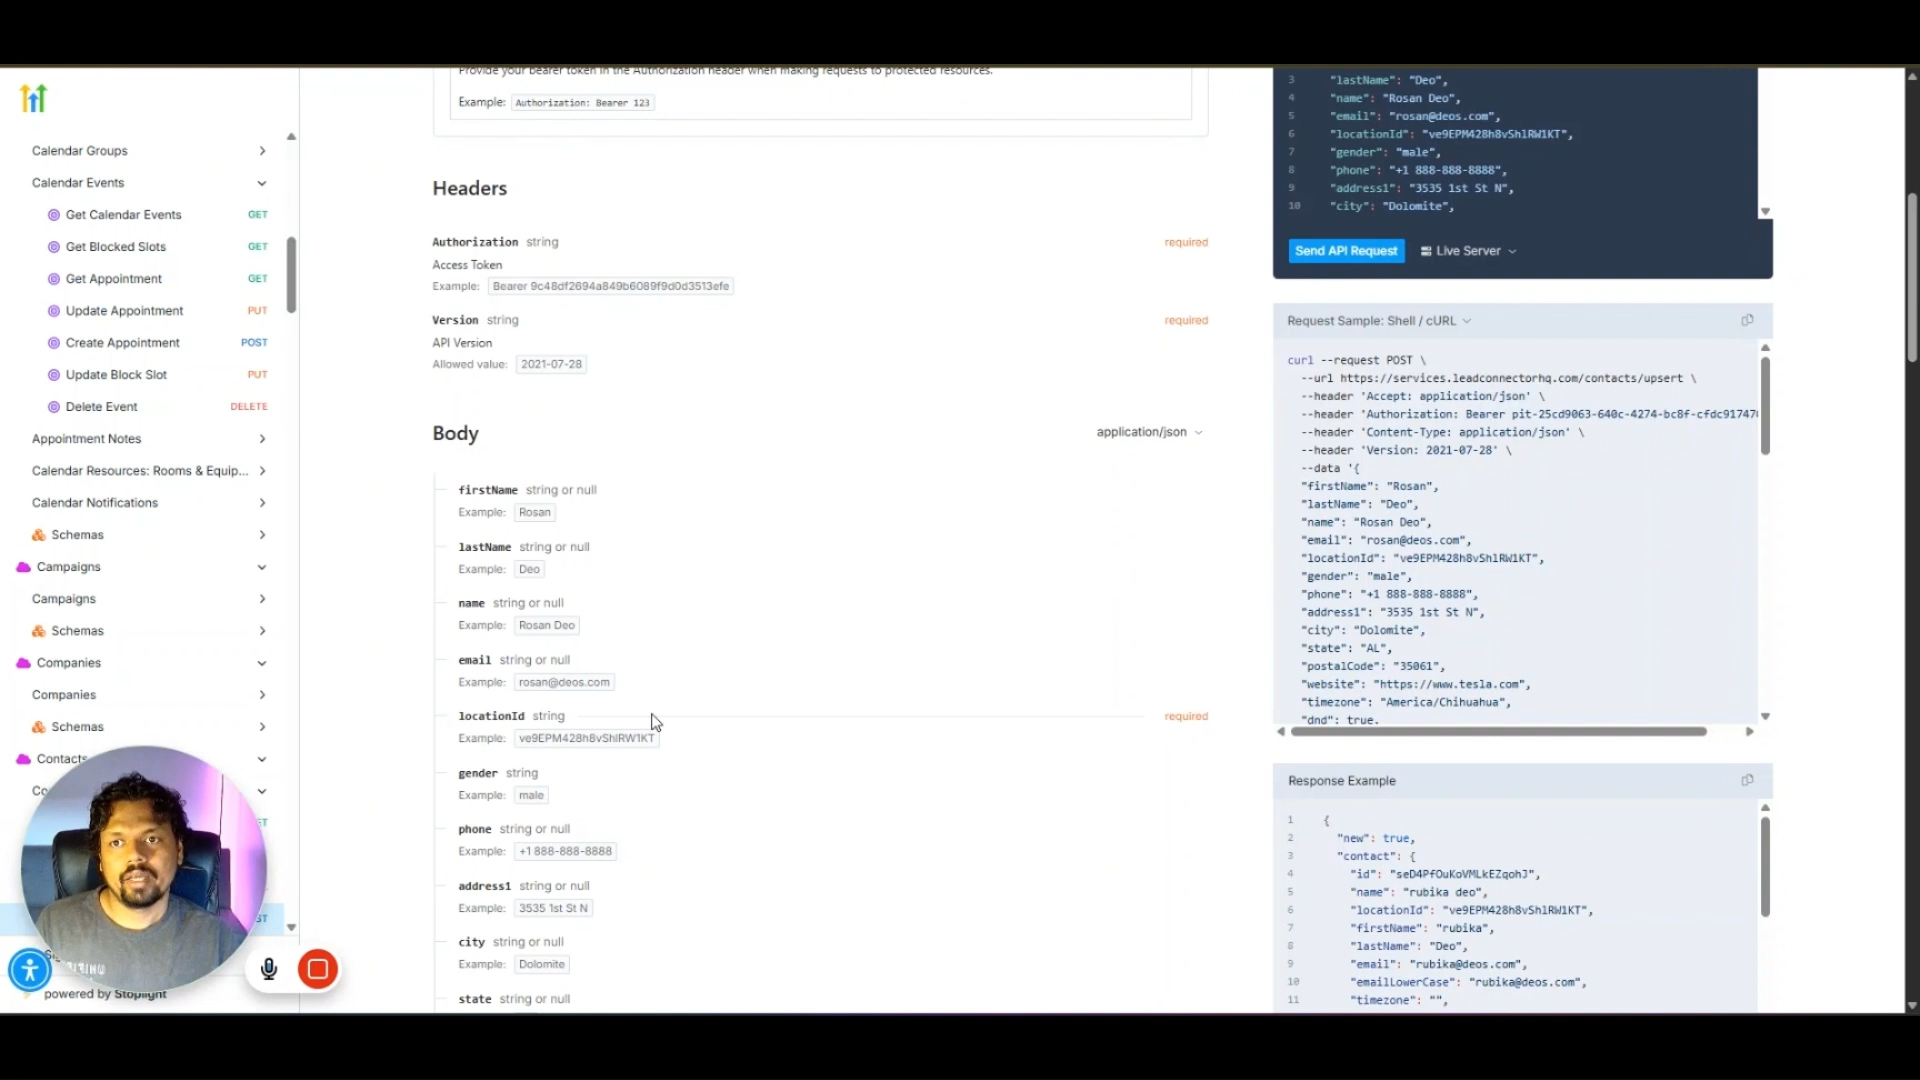 Calendar Groups
Calendar Events
Get Calendar Events GET
Get Blocked Slots GET
Get Appointment GET
Update Appointment PUT
Create Appointment POST
Update Block Slot PUT
Delete Event DELETE
Appointment Notes
Calendar Resources: Rooms & Equip...
Calendar Notifications
Schemas
Campaigns
Campaigns
Schemas
Companies
Companies
Schemas
Contacts
Co
powered by Stoplight
Provide your bearer token in the Authorization header when making requests to protected resources.
Example: Authorization: Bearer 123
Headers
Authorization string required
Access Token
Example: Bearer 9c48df2694a849b6089f9d0d3513efe
Version string required
API Version
Allowed value: 2021-07-28
Body application/json
firstName string or null
Example: Rosan
lastName string or null
Example: Deo
name string or null
Example: Rosan Deo
email string or null
Example: rosan@deos.com
locationId string required
Example: ve9EPM428h8vShlRW1KT
gender string
Example: male
phone string or null
Example: +1 888-888-8888
address1 string or null
Example: 3535 1st St N
city string or null
Example: Dolomite
state string or null
3 "lastName": "Deo",
4 "name": "Rosan Deo",
5 "email": "rosan@deos.com",
6 "locationId": "ve9EPM428h8vShlRW1KT",
7 "gender": "male",
8 "phone": "+1 888-888-8888",
9 "address1": "3535 1st St N",
10 "city": "Dolomite",
Send API Request Live Server
Request Sample: Shell / cURL
curl --request POST \
--url https://services.leadconnectorhq.com/contacts/upsert \
--header 'Accept: application/json' \
--header 'Authorization: Bearer pit-25cd9063-640c-4274-bc8f-cfdc91747
--header 'Content-Type: application/json' \
--header 'Version: 2021-07-28' \
--data '{
"firstName": "Rosan",
"lastName": "Deo",
"name": "Rosan Deo",
"email": "rosan@deos.com",
"locationId": "ve9EPM428h8vShlRW1KT",
"gender": "male",
"phone": "+1 888-888-8888",
"address1": "3535 1st St N",
"city": "Dolomite",
"state": "AL",
"postalCode": "35061",
"website": "https://www.tesla.com",
"timezone": "America/Chihuahua",
"dnd": true,
Response Example
1 {
2 "new": true,
3 "contact": {
4 "id": "seD4PfOuKoVMLkEZqohJ",
5 "name": "rubika deo",
6 "locationId": "ve9EPM428h8vShlRW1KT",
7 "firstName": "rubika",
8 "lastName": "Deo",
9 "email": "rubika@deos.com",
10 "emailLowerCase": "rubika@deos.com",
11 "timezone": "",